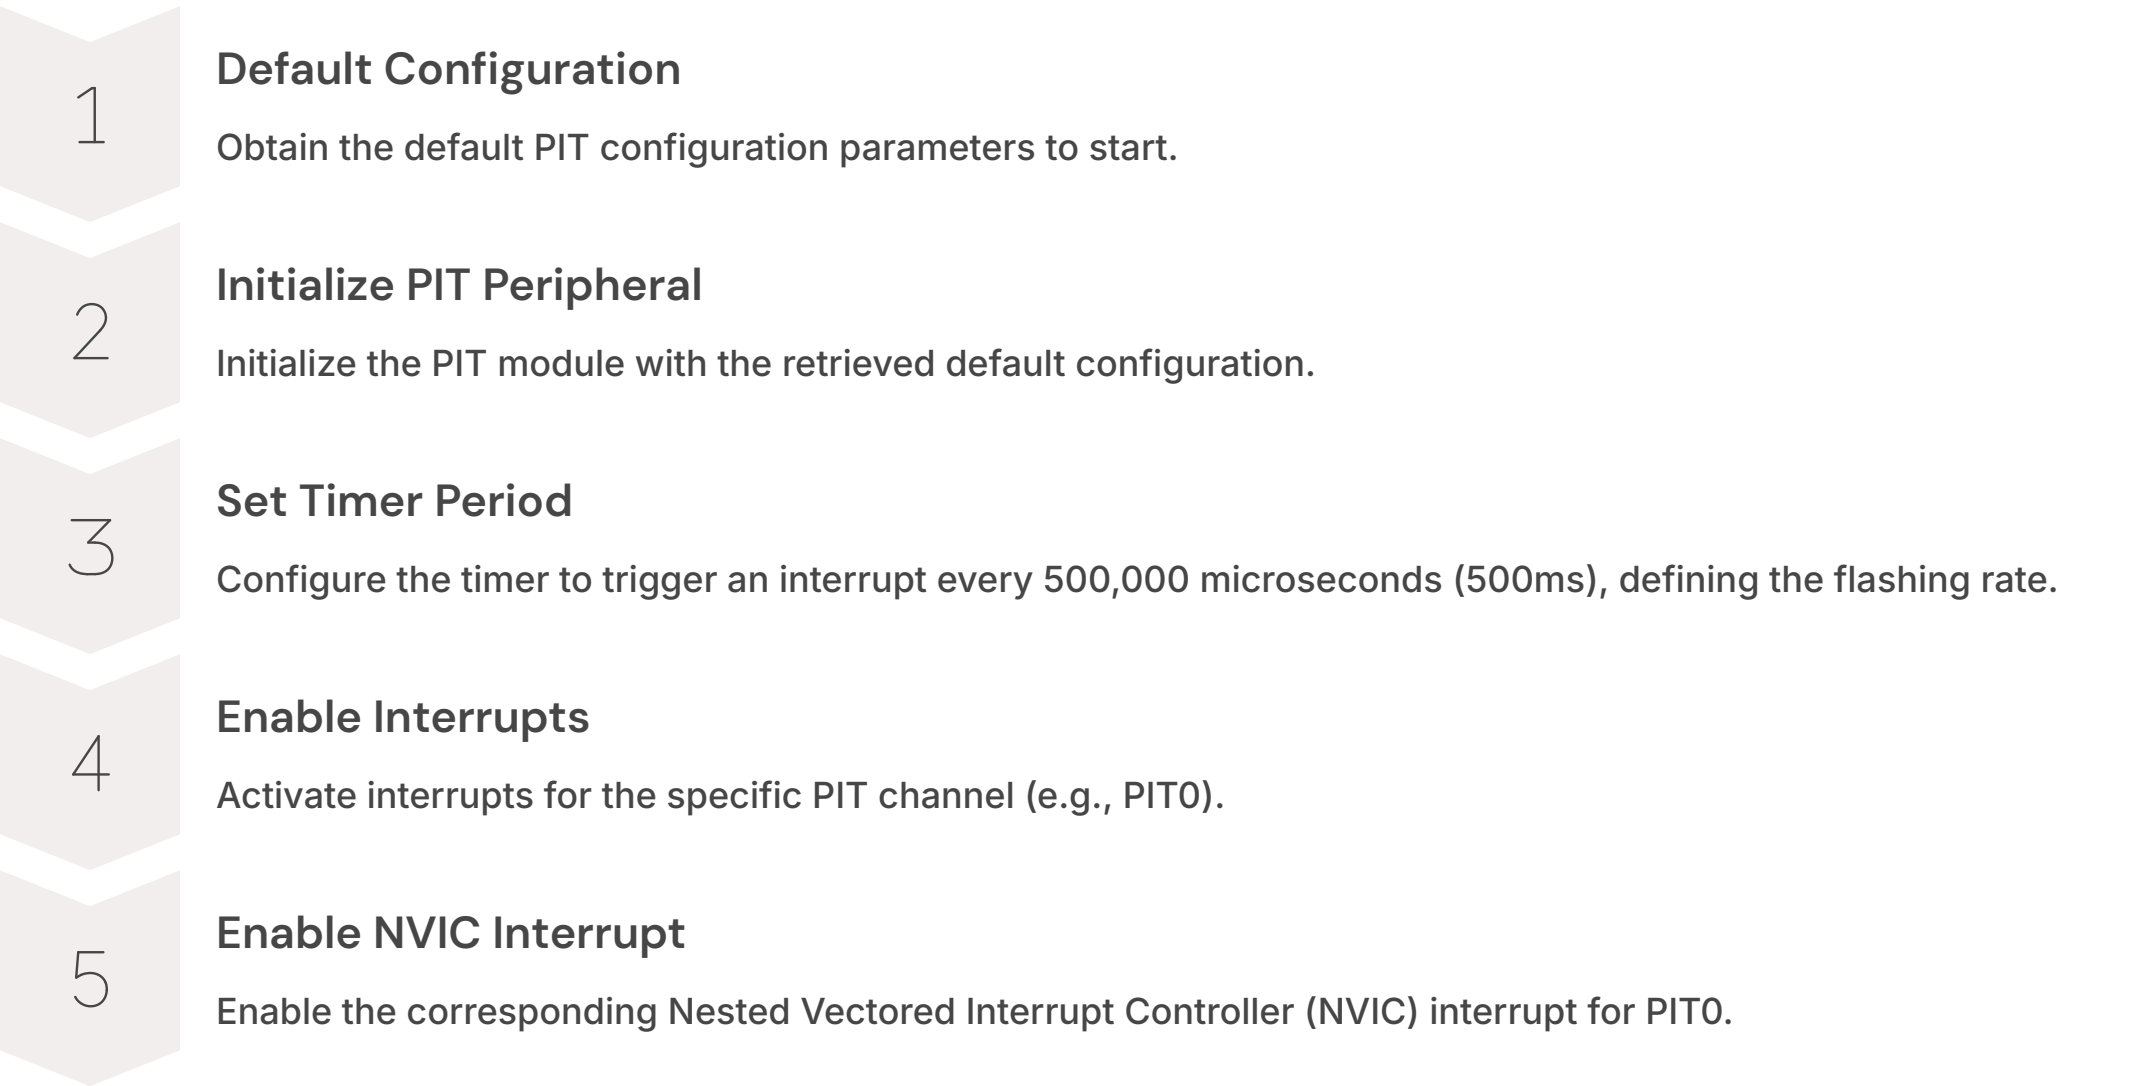 1
Default Configuration
Obtain the default PIT configuration parameters to start.
2
Initialize PIT Peripheral
Initialize the PIT module with the retrieved default configuration.
3
Set Timer Period
Configure the timer to trigger an interrupt every 500,000 microseconds (500ms), defining the flashing rate.
4
Enable Interrupts
Activate interrupts for the specific PIT channel (e.g., PIT0).
5
Enable NVIC Interrupt
Enable the corresponding Nested Vectored Interrupt Controller (NVIC) interrupt for PIT0.